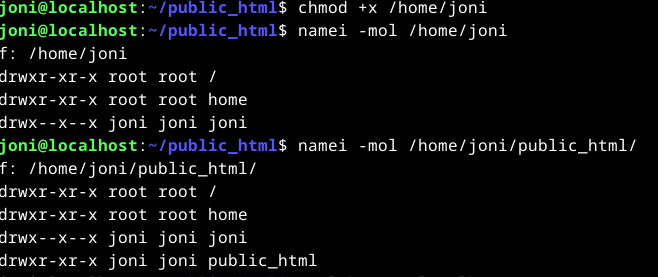 joni@localhost:~/public_html$ chmod +x /home/joni
joni@localhost:~/public_html$ namei -mol /home/joni
f: /home/joni
drwxr-xr-x root root /
drwxr-xr-x root root home
drwx--x--x joni joni joni
joni@localhost:~/public_html$ namei -mol /home/joni/public_html/
f: /home/joni/public_html/
drwxr-xr-x root root /
drwxr-xr-x root root home
drwx--x--x joni joni joni
drwxr-xr-x joni joni public_html